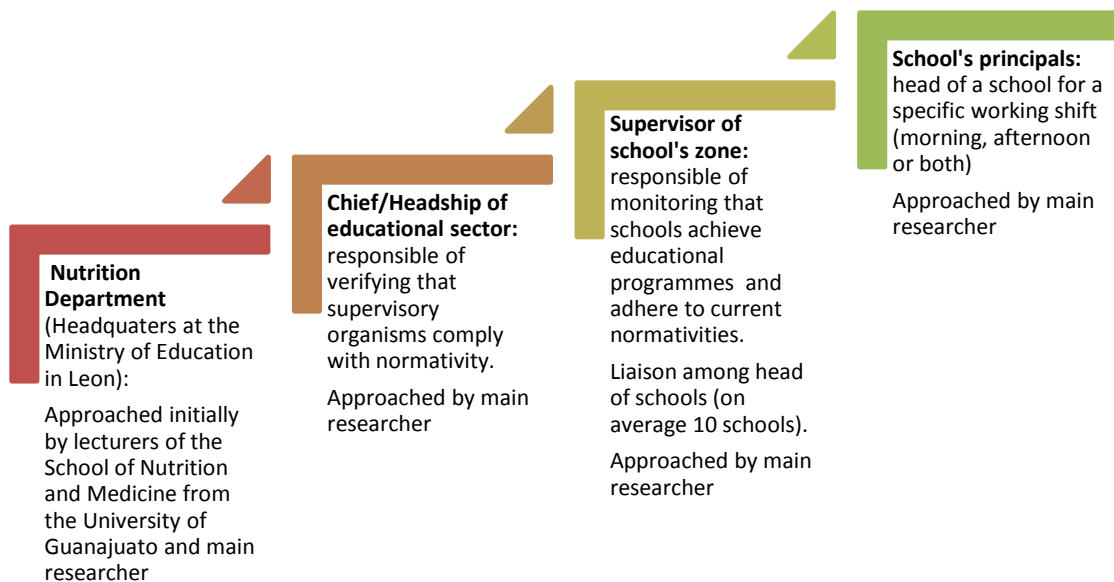 Nutrition
Department
(Headquaters at the
Ministry of Education
in Leon):
Approached initially
by lecturers of the
School of Nutrition
and Medicine from
the University of
Guanajuato and main
researcher
Chief/Headship of
educational sector:
responsible of
verifying that
supervisory
organisms comply
with normativity.
Approached by main
researcher
Supervisor of
school's zone:
responsible of
monitoring that
schools achieve
educational
programmes and
adhere to current
normativities.
Liaison among head
of schools (on
average 10 schools).
Approached by main
researcher
School's principals:
head of a school for a
specific working shift
(morning, afternoon
or both)
Approached by main
researcher